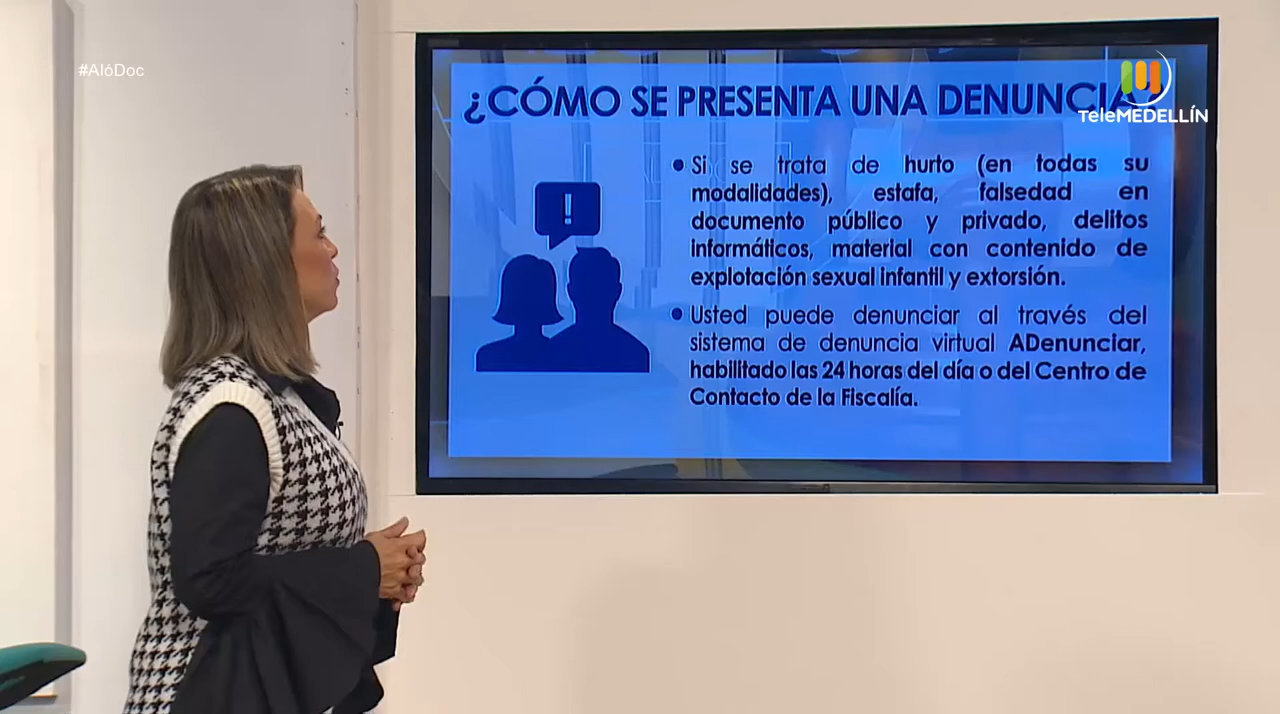 #AlóDoc
¿CÓMO SE PRESENTA UNA DENUNCIA?
TeleMEDELLÍN
!
• Si se trata de hurto (en todas su
modalidades), estafa, falsedad en
documento público y privado, delitos
informáticos, material con contenido de
explotación sexual infantil y extorsión.
• Usted puede denunciar al través del
sistema de denuncia virtual ADenunciar,
habilitado las 24 horas del día o del Centro de
Contacto de la Fiscalía.